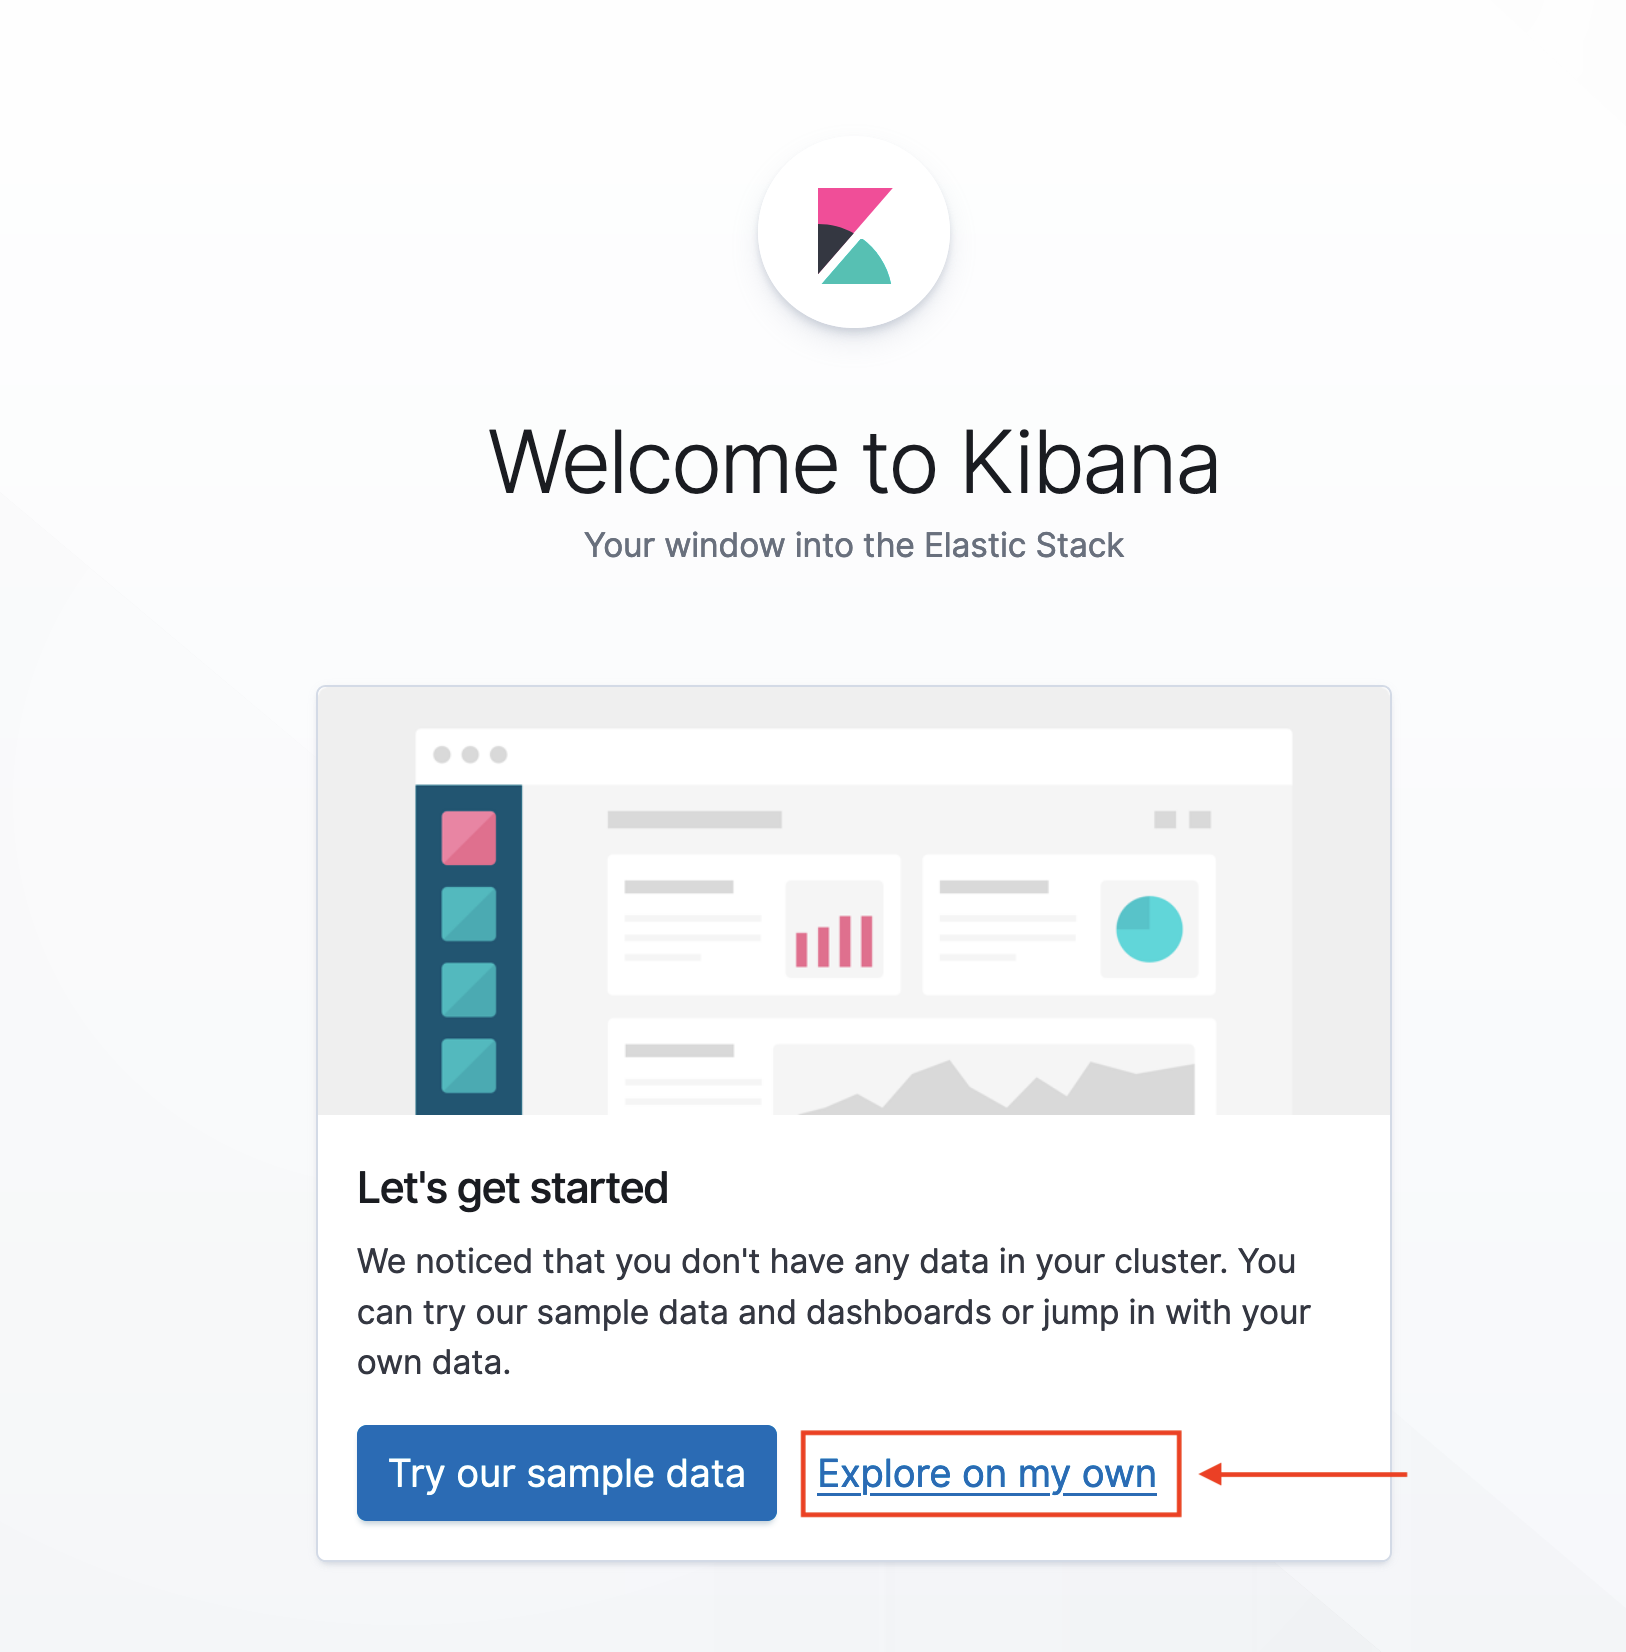 Welcome to Kibana
Your window into the Elastic Stack
Let's get started
We noticed that you don't have any data in your cluster. You
can try our sample data and dashboards or jump in with your
own data.
Try our sample data
Explore on my own